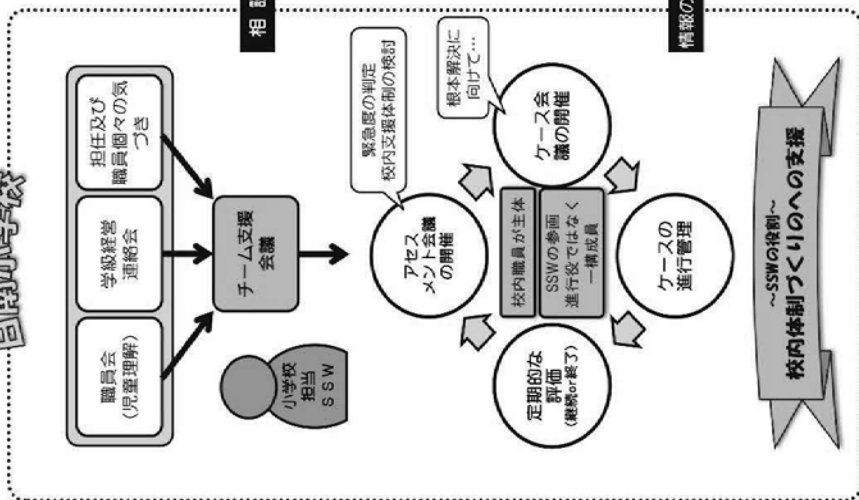 職員会
(児童理解)
学級経営
連絡会
担任及び
職員個々の気
づき
チーム支援
会議
小学校
担当
SSW
アセス
メント会議
の開催
緊急度の判定
校内支援体制の検討
ケース会
議の開催
根本解決に
向けて…
校内職員が主体
SSWの参画
進行役ではなく
一構成員
定期的な
評価
(継続or終了)
ケースの
進行管理
～SSWの役割～
校内体制づくりのへの支援
相
情報の